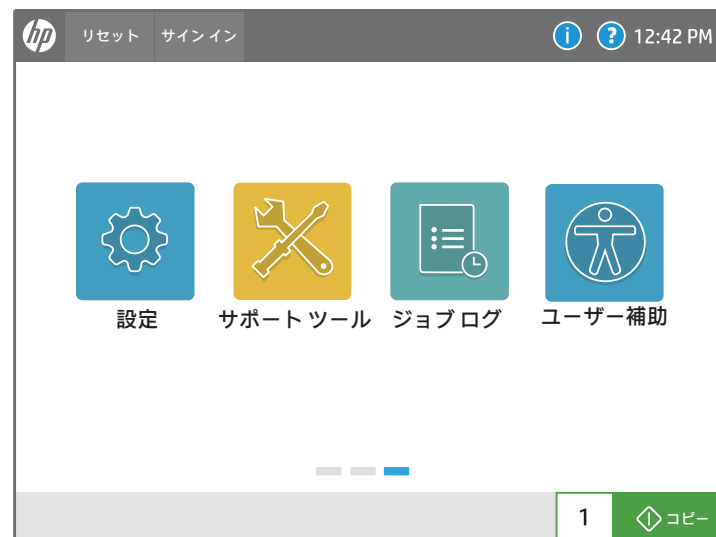 hp リセット サイン イン i ? 12:42 PM
設定 サポート ツール ジョブ ログ ユーザー補助
1 コピー